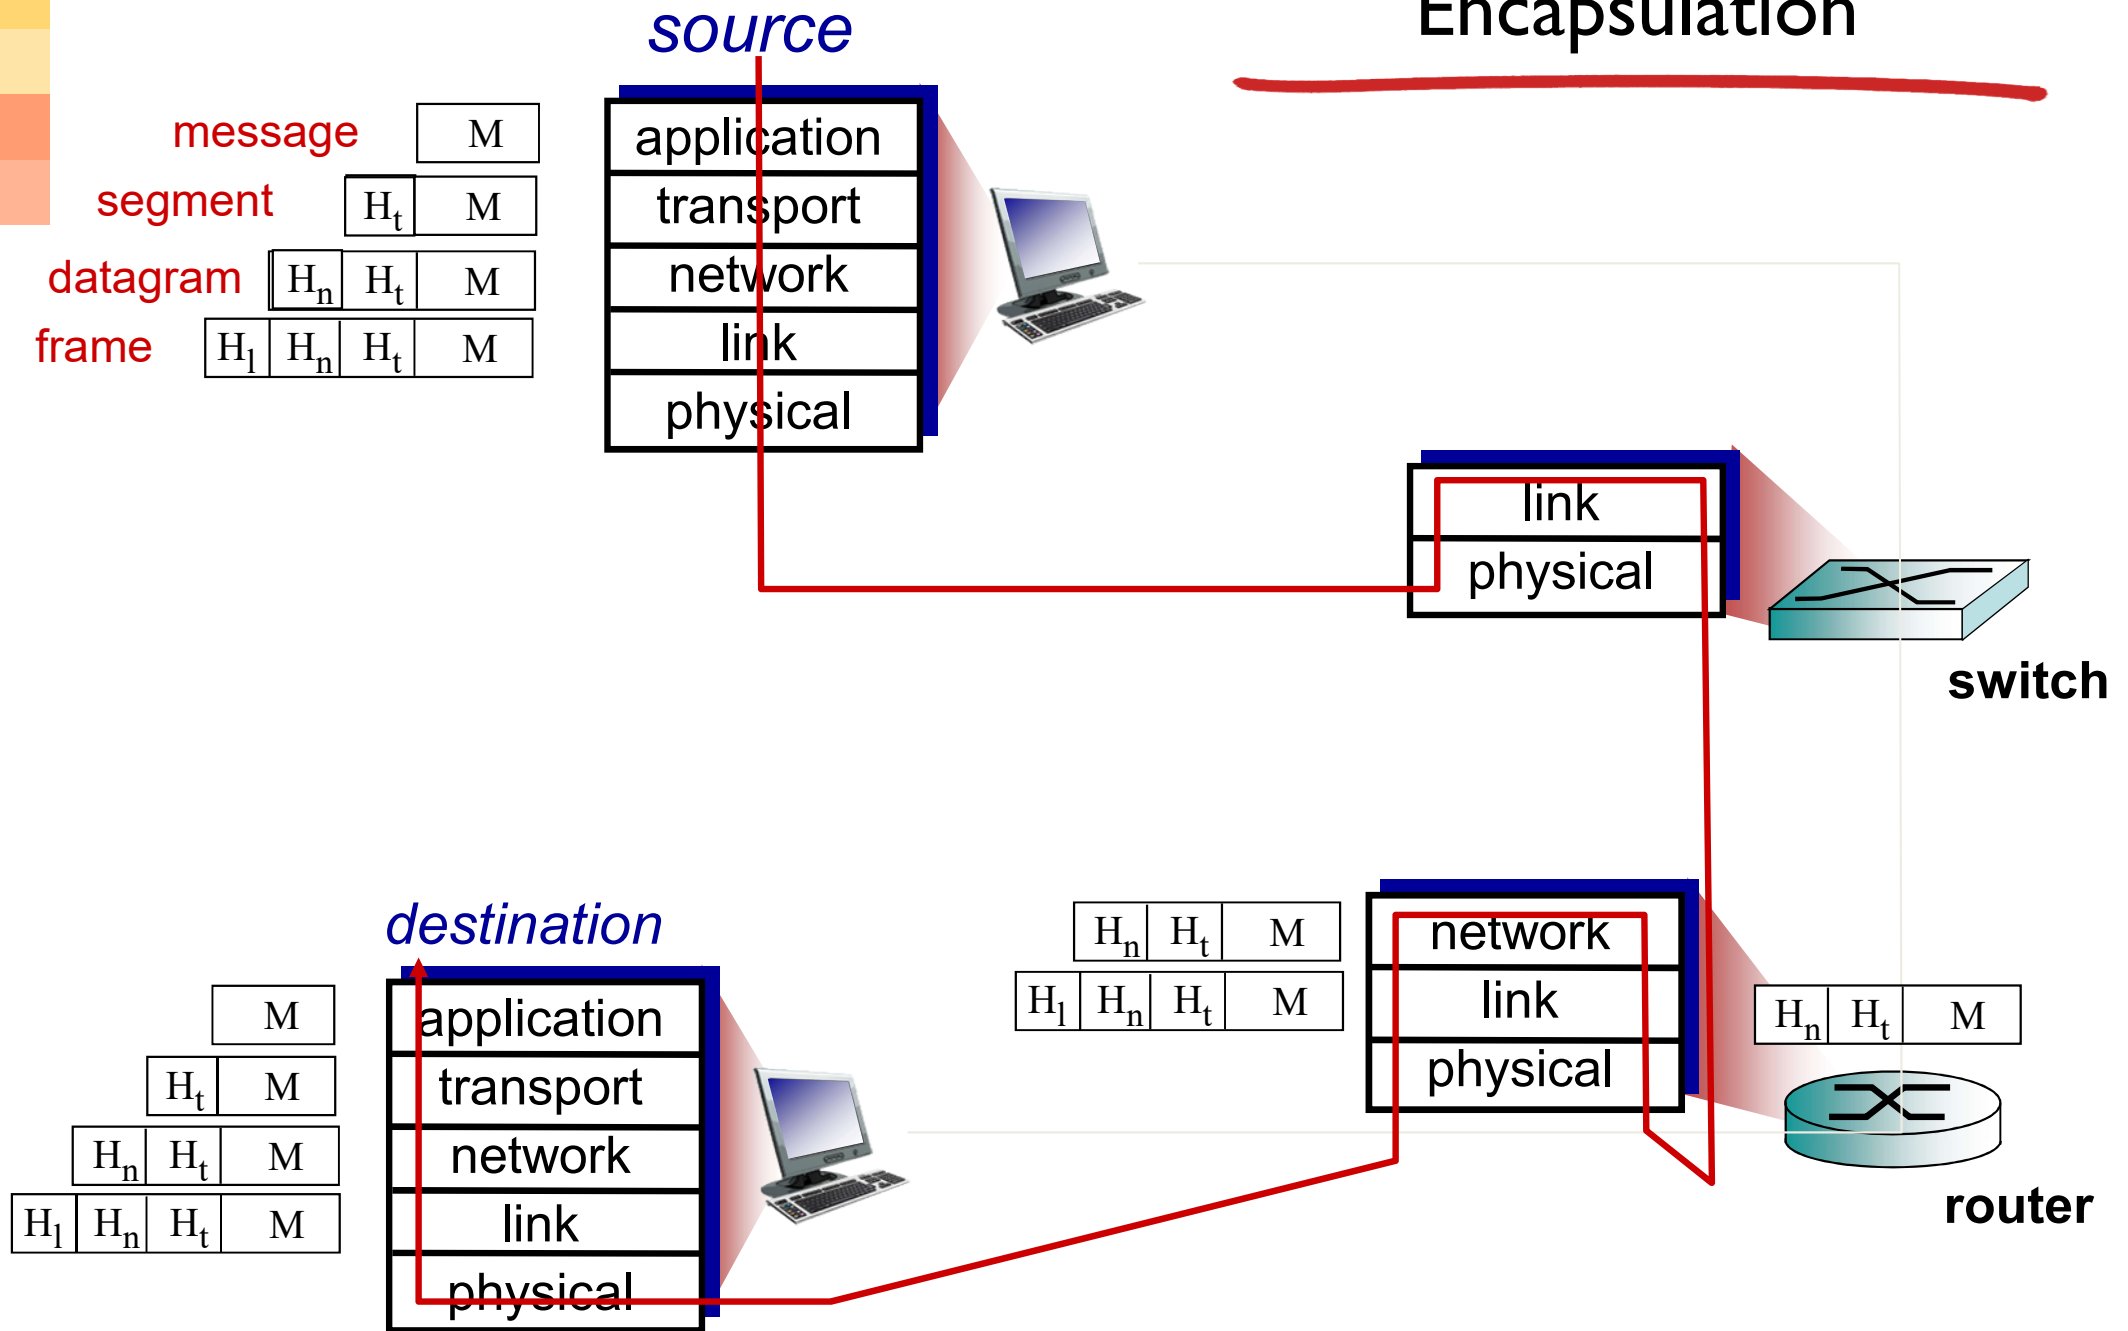 Encapsulation
source
message M
segment Ht M
datagram Hn Ht M
frame Hl Hn Ht M
application
transport
network
link
physical
link
physical
switch
destination
M
Ht M
Hn Ht M
Hl Hn Ht M
application
transport
network
link
physical
Hn Ht M
Hl Hn Ht M
network
link
physical
Hn Ht M
router